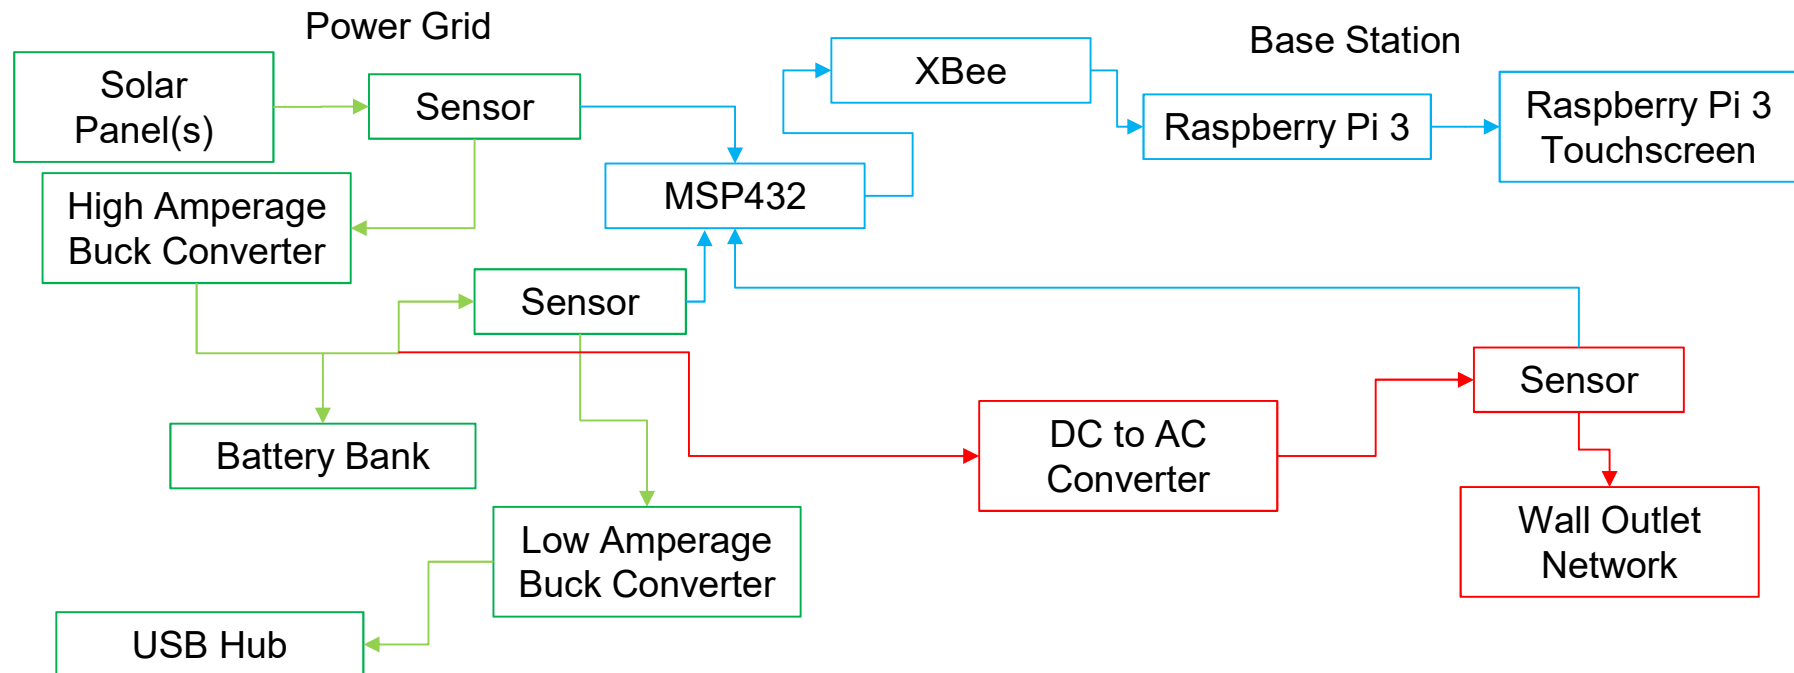 Power Grid
Base Station
Solar
Panel(s)
Sensor
XBee
Raspberry Pi 3
Raspberry Pi 3
Touchscreen
High Amperage
Buck Converter
MSP432
Sensor
Sensor
Battery Bank
DC to AC
Converter
Low Amperage
Buck Converter
Wall Outlet
Network
USB Hub